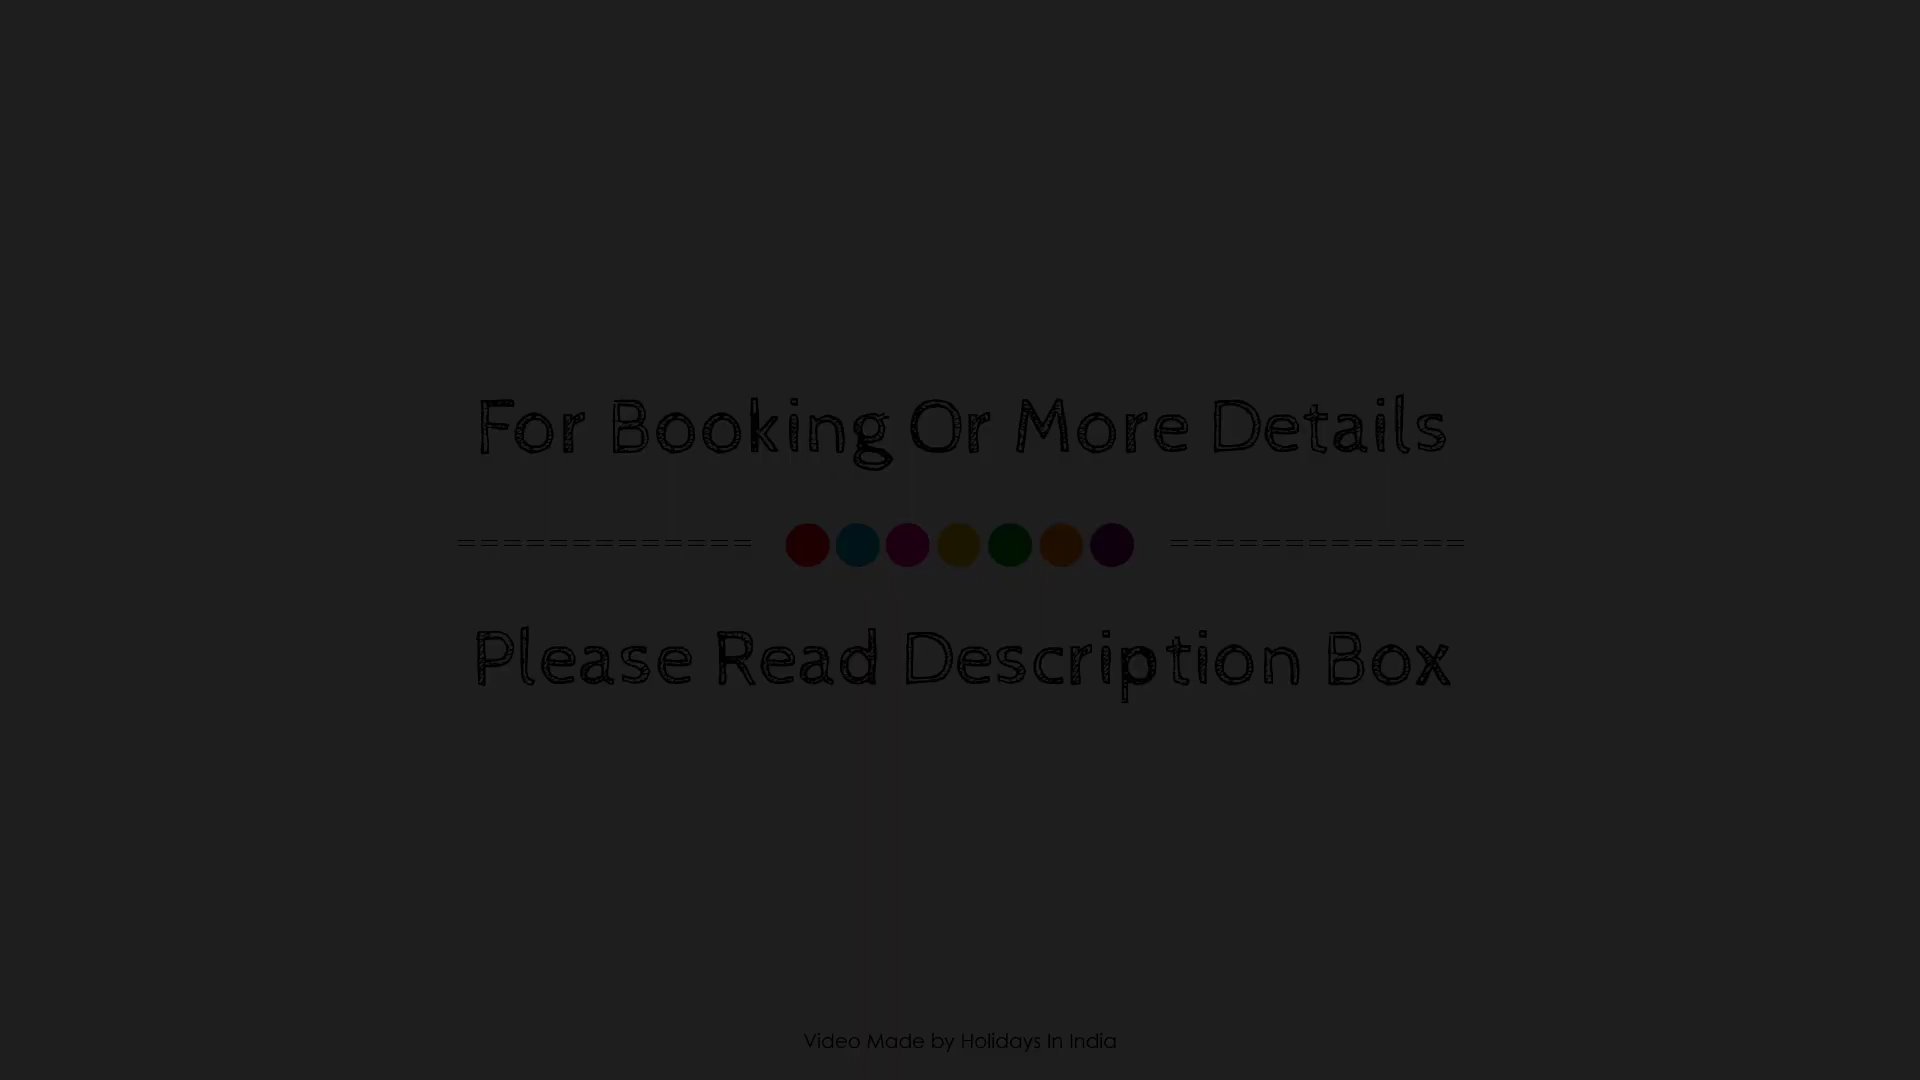 For Booking Or More Details
============= =============
Please Read Description Box
Video Made by Holidays In India